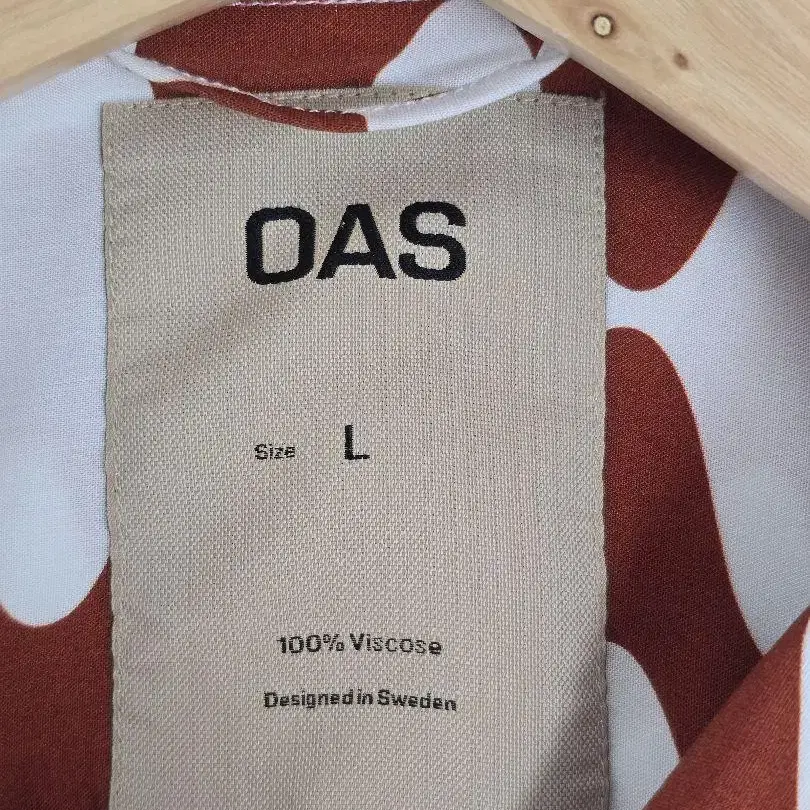 OAS
Size L
100% Viscose
Designed in Sweden